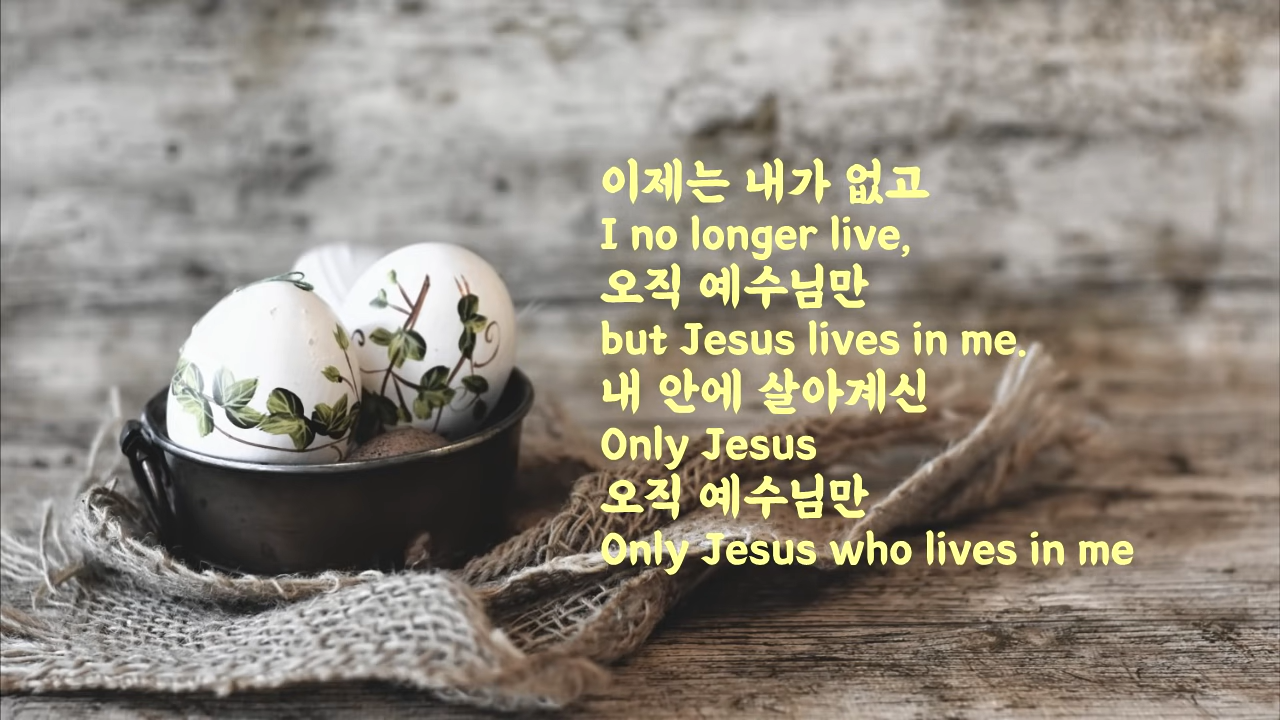 이제는 내가 없고
I no longer live,
오직 예수님만
but Jesus lives in me.
내 안에 살아계신
Only Jesus
오직 예수님만
Only Jesus who lives in me